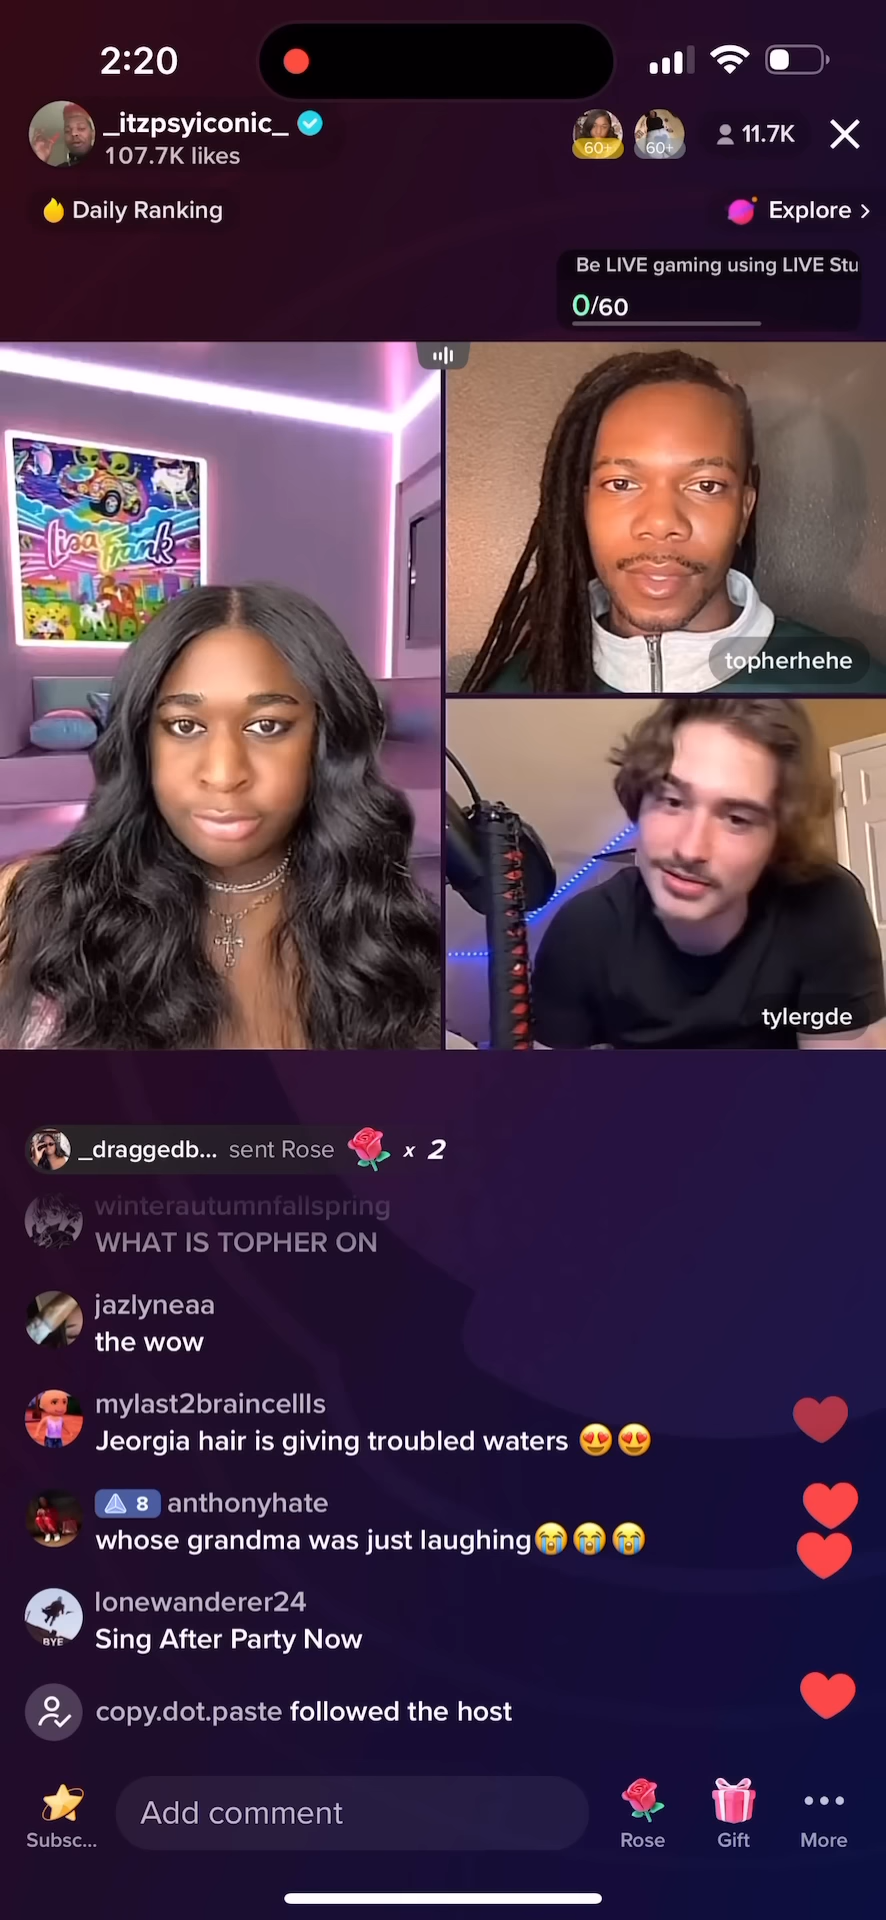 2:20
_itzpsyiconic_
107.7K likes
60+
60+
11.7K
Daily Ranking
Explore >
Be LIVE gaming using LIVE Stu
0/60
Lisa Frank
topherhehe
tylergde
_draggedb... sent Rose x 2
winterautumnfallspring
WHAT IS TOPHER ON
jazlyneaa
the wow
mylast2braincellls
Jeorgia hair is giving troubled waters 😍😍
8 anthonyhate
whose grandma was just laughing😭😭😭
BYE
lonewanderer24
Sing After Party Now
copy.dot.paste followed the host
Add comment
Subsc...
Rose
Gift
More